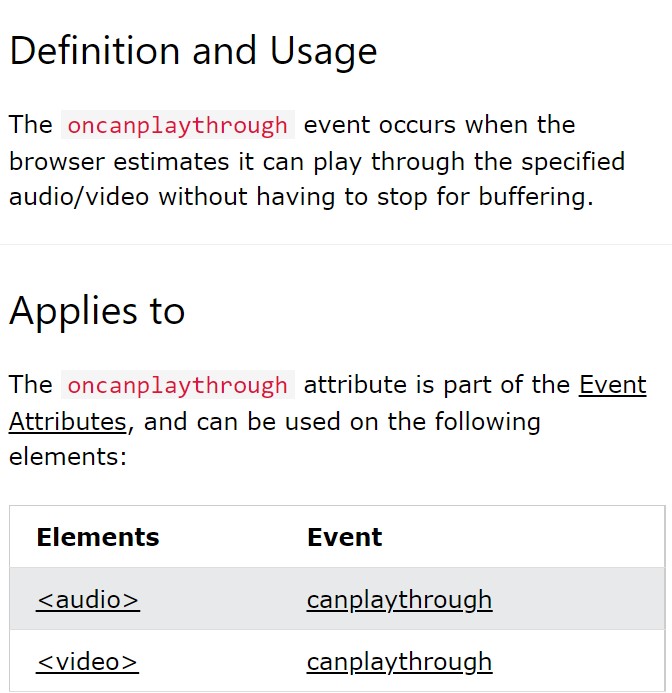 Definition and Usage
The oncanplaythrough event occurs when the
browser estimates it can play through the specified
audio/video without having to stop for buffering.
Applies to
The oncanplaythrough attribute is part of the Event
Attributes, and can be used on the following
elements:
Elements Event
<audio> canplaythrough
<video> canplaythrough